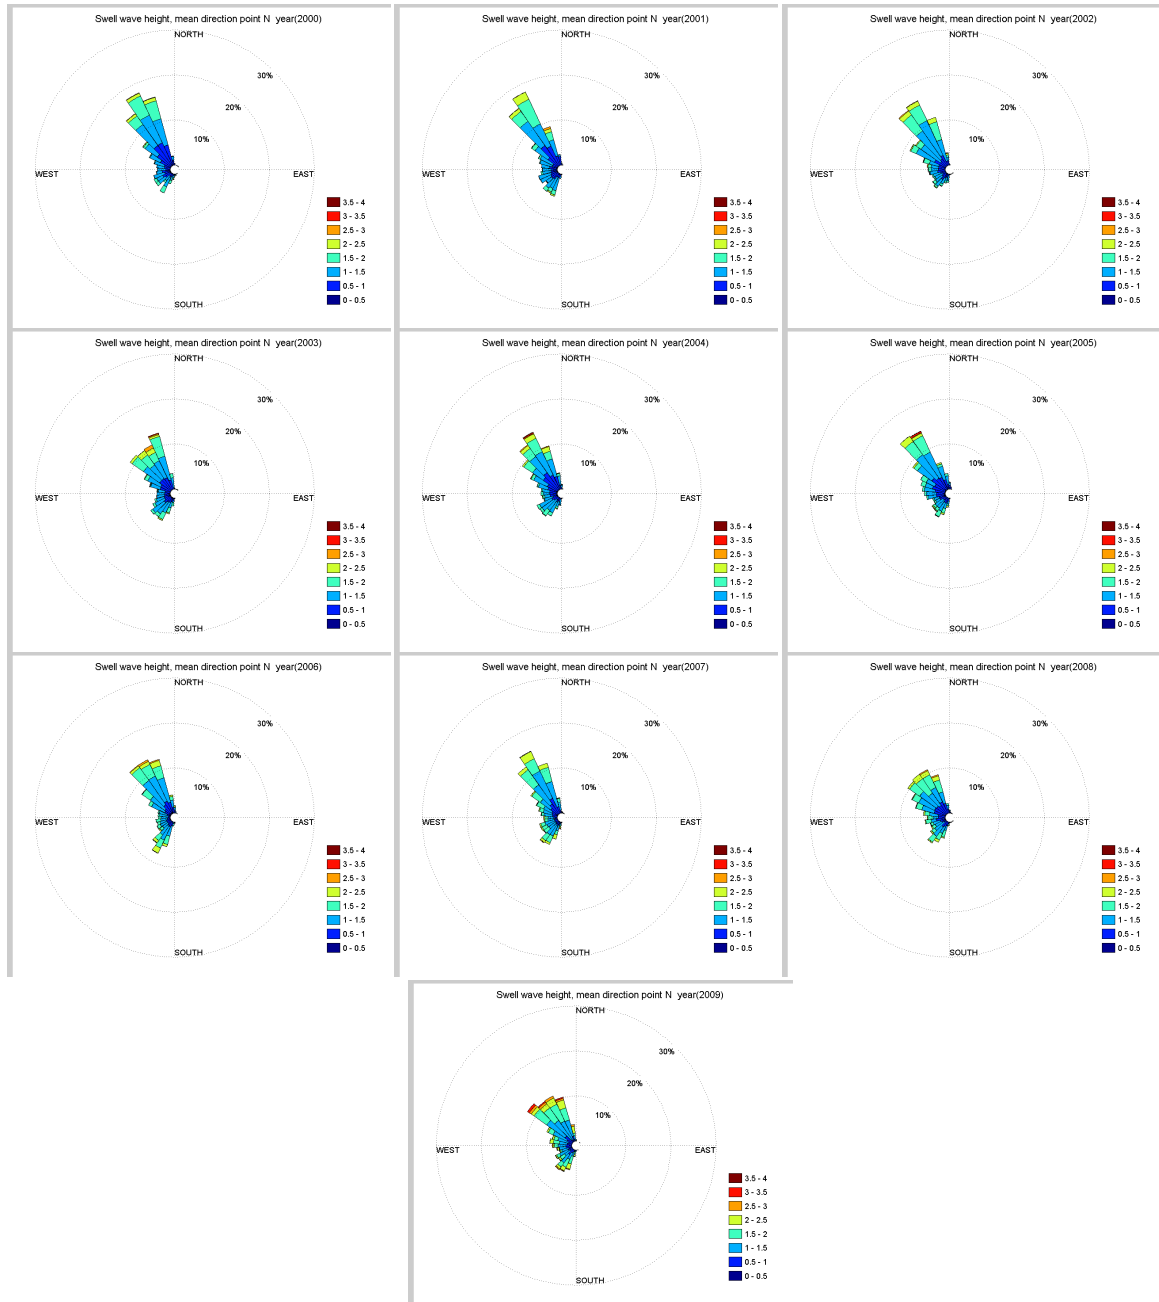 Swell wave height, mean direction point N year(2000)
NORTH
30%
20%
10%
WEST
EAST
3.5 - 4
3 - 3.5
2.5 - 3
2 - 2.5
1.5 - 2
1 - 1.5
0.5 - 1
0 - 0.5
SOUTH
Swell wave height, mean direction point N year(2001)
NORTH
30%
20%
10%
WEST
EAST
3.5 - 4
3 - 3.5
2.5 - 3
2 - 2.5
1.5 - 2
1 - 1.5
0.5 - 1
0 - 0.5
SOUTH
Swell wave height, mean direction point N year(2002)
NORTH
30%
20%
10%
WEST
EAST
3.5 - 4
3 - 3.5
2.5 - 3
2 - 2.5
1.5 - 2
1 - 1.5
0.5 - 1
0 - 0.5
SOUTH
Swell wave height, mean direction point N year(2003)
NORTH
30%
20%
10%
WEST
EAST
3.5 - 4
3 - 3.5
2.5 - 3
2 - 2.5
1.5 - 2
1 - 1.5
0.5 - 1
0 - 0.5
SOUTH
Swell wave height, mean direction point N year(2004)
NORTH
30%
20%
10%
WEST
EAST
3.5 - 4
3 - 3.5
2.5 - 3
2 - 2.5
1.5 - 2
1 - 1.5
0.5 - 1
0 - 0.5
SOUTH
Swell wave height, mean direction point N year(2005)
NORTH
30%
20%
10%
WEST
EAST
3.5 - 4
3 - 3.5
2.5 - 3
2 - 2.5
1.5 - 2
1 - 1.5
0.5 - 1
0 - 0.5
SOUTH
Swell wave height, mean direction point N year(2006)
NORTH
30%
20%
10%
WEST
EAST
3.5 - 4
3 - 3.5
2.5 - 3
2 - 2.5
1.5 - 2
1 - 1.5
0.5 - 1
0 - 0.5
SOUTH
Swell wave height, mean direction point N year(2007)
NORTH
30%
20%
10%
WEST
EAST
3.5 - 4
3 - 3.5
2.5 - 3
2 - 2.5
1.5 - 2
1 - 1.5
0.5 - 1
0 - 0.5
SOUTH
Swell wave height, mean direction point N year(2008)
NORTH
30%
20%
10%
WEST
EAST
3.5 - 4
3 - 3.5
2.5 - 3
2 - 2.5
1.5 - 2
1 - 1.5
0.5 - 1
0 - 0.5
SOUTH
Swell wave height, mean direction point N year(2009)
NORTH
30%
20%
10%
WEST
EAST
3.5 - 4
3 - 3.5
2.5 - 3
2 - 2.5
1.5 - 2
1 - 1.5
0.5 - 1
0 - 0.5
SOUTH